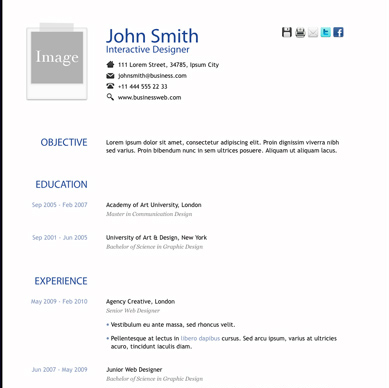 John Smith
Interactive Designer
Image
111 Lorem Street, 34785, Ipsum City
johnsmith@business.com
+11 444 555 22 33
www.businessweb.com
OBJECTIVE
Lorem ipsum dolor sit amet, consectetur adipiscing elit. Proin dignissim viverra nibh
sed varius. Proin bibendum nunc in sem ultrices posuere. Aliquam ut aliquam lacus.
EDUCATION
Sep 2005 - Feb 2007
Academy of Art University, London
Master in Communication Design
Sep 2001 - Jun 2005
University of Art & Design, New York
Bachelor of Science in Graphic Design
EXPERIENCE
May 2009 - Feb 2010
Agency Creative, London
Senior Web Designer
• Vestibulum eu ante massa, sed rhoncus velit.
• Pellentesque at lectus in libero dapibus cursus. Sed arcu ipsum, varius at ultricies
acuro, tincidunt iaculis diam.
Jun 2007 - May 2009
Junior Web Designer
Bachelor of Science in Graphic Design